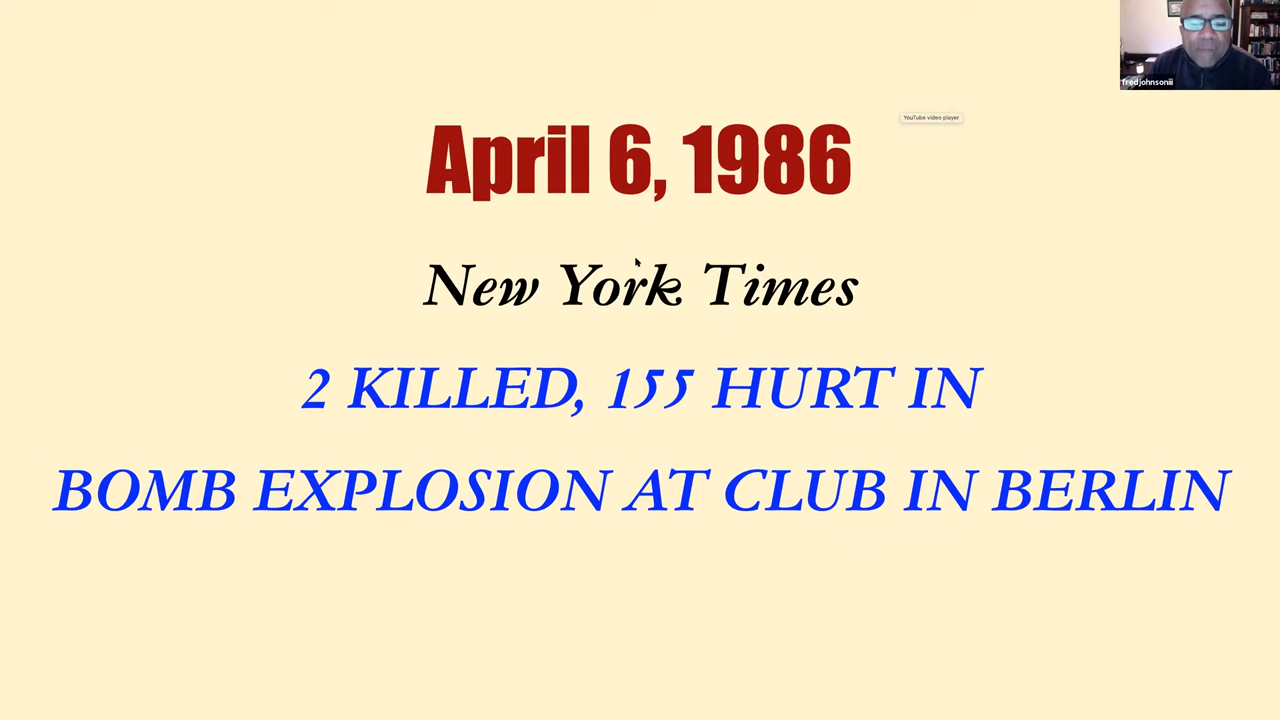 fredjohnsoniii
YouTube video player
April 6, 1986
New York Times
2 KILLED, 155 HURT IN
BOMB EXPLOSION AT CLUB IN BERLIN